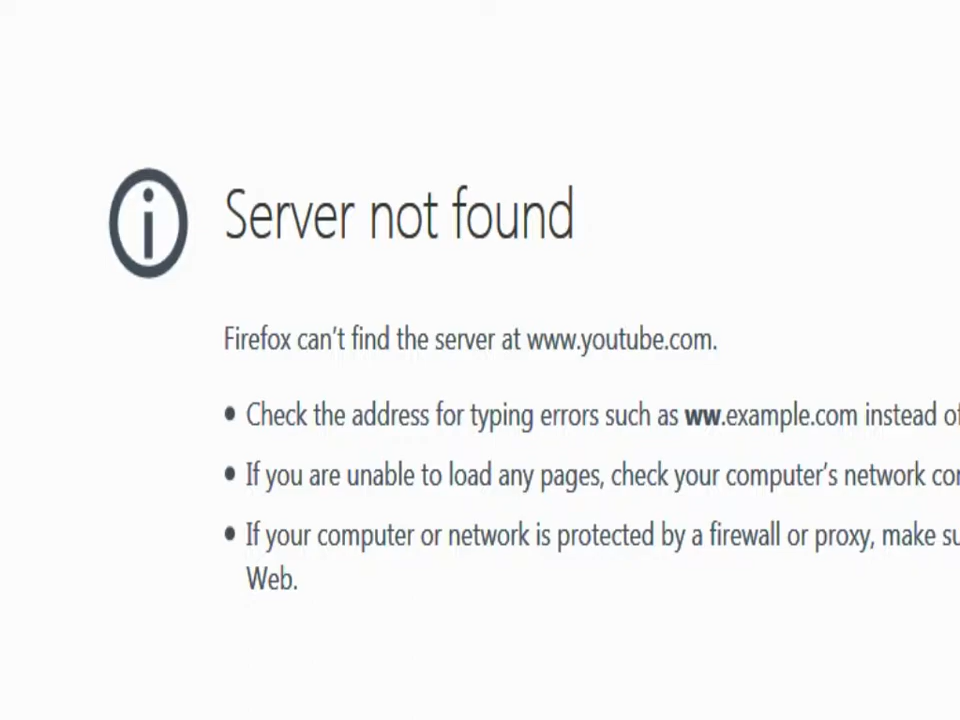 Server not found
Firefox can't find the server at www.youtube.com.
• Check the address for typing errors such as ww.example.com instead of
• If you are unable to load any pages, check your computer's network
• If your computer or network is protected by a firewall or proxy, make
Web.